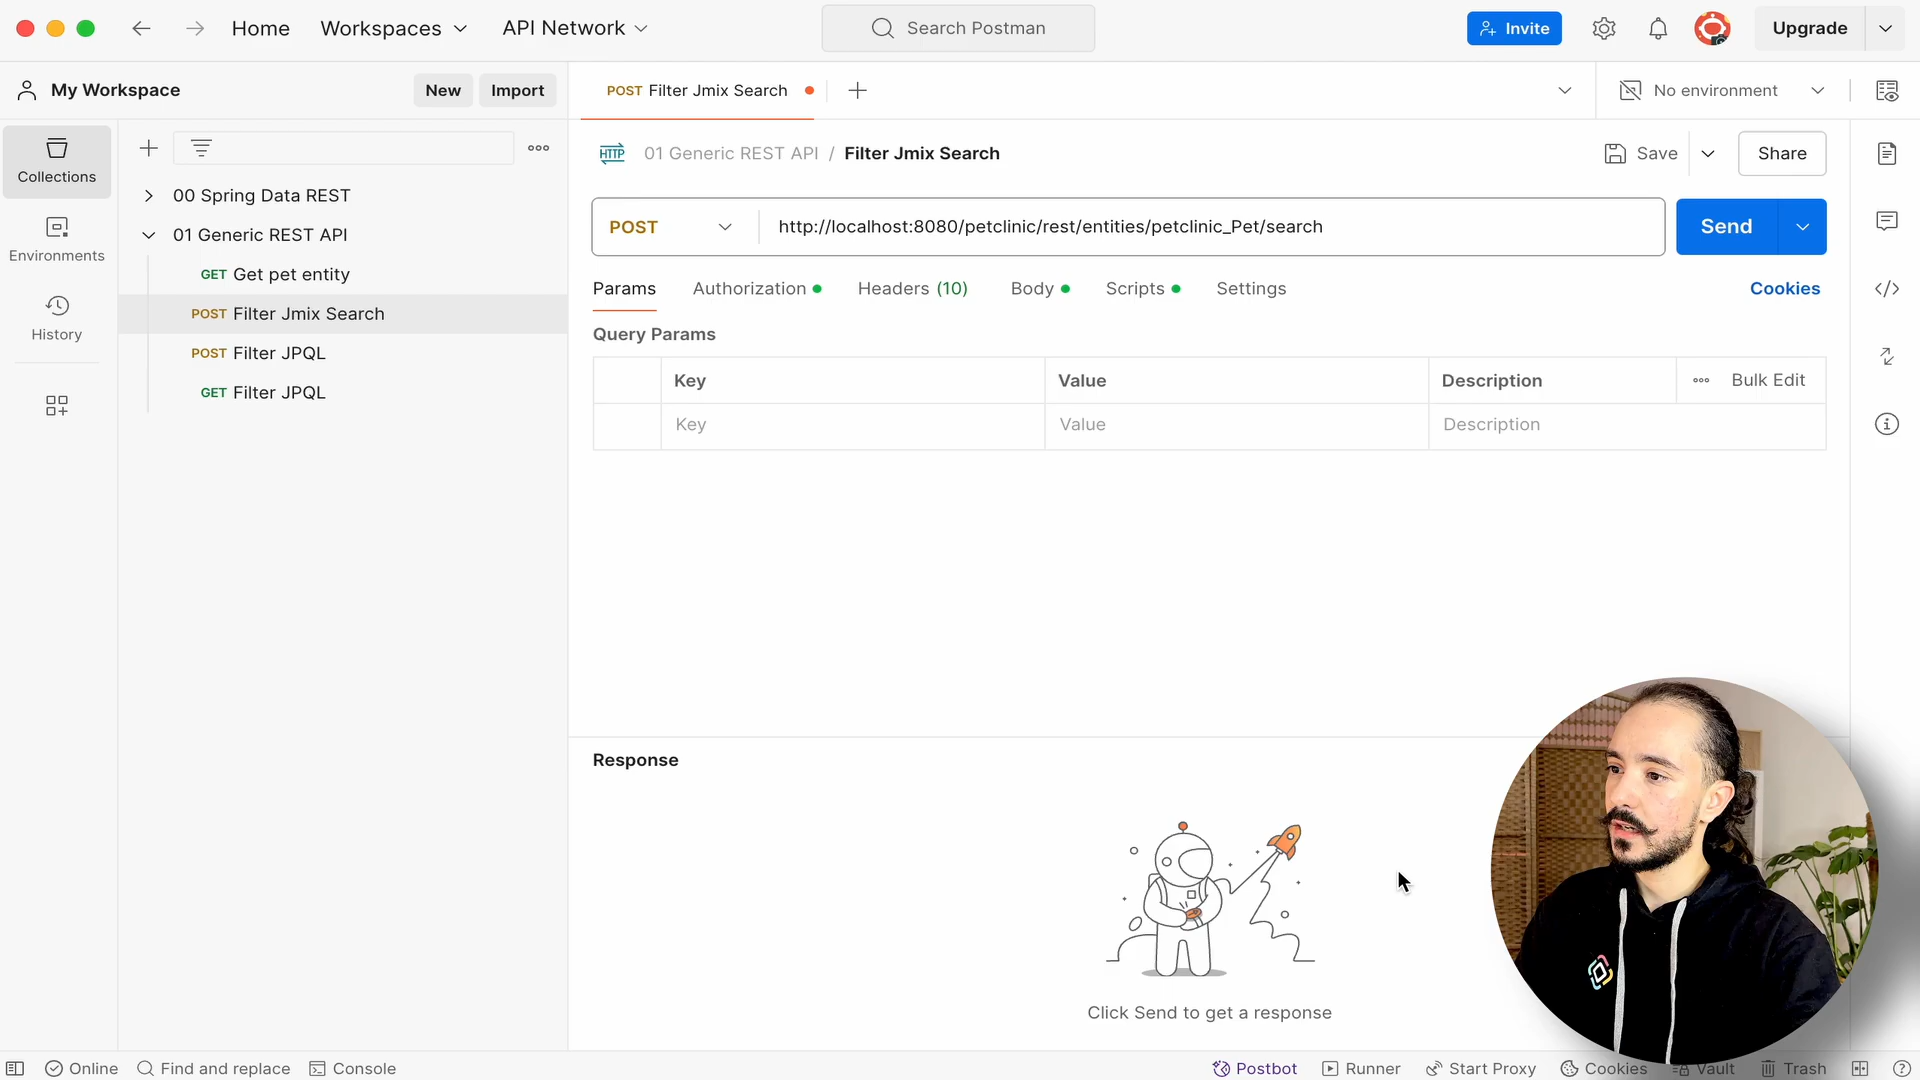 Home
Workspaces
API Network
Search Postman
Invite
Upgrade
My Workspace
New
Import
POST Filter Jmix Search
No environment
Collections
Environments
History
00 Spring Data REST
01 Generic REST API
GET Get pet entity
POST Filter Jmix Search
POST Filter JPQL
GET Filter JPQL
HTTP 01 Generic REST API / Filter Jmix Search
Save
Share
POST
http://localhost:8080/petclinic/rest/entities/petclinic_Pet/search
Send
Params
Authorization
Headers (10)
Body
Scripts
Settings
Cookies
Query Params
Key
Value
Description
Bulk Edit
Key
Value
Description
Response
Click Send to get a response
Online
Find and replace
Console
Postbot
Runner
Start Proxy
Cookies
Vault
Trash